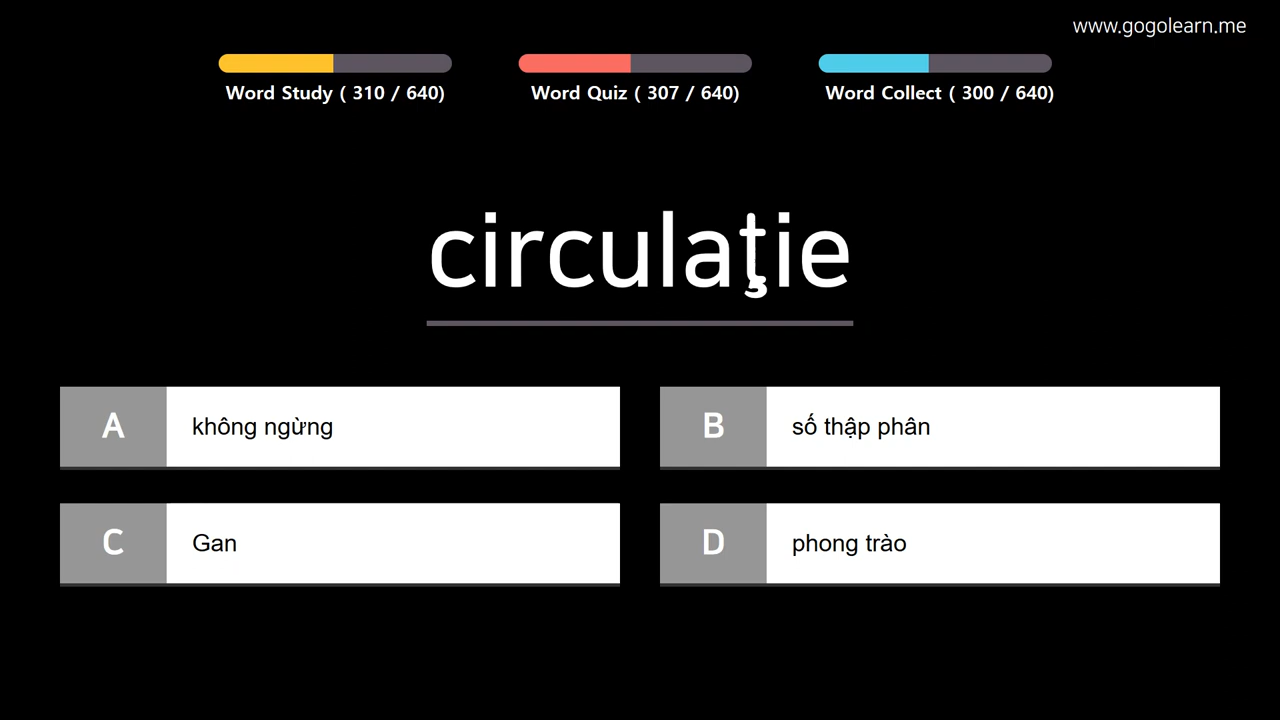 www.gogolearn.me
Word Study ( 310 / 640)
Word Quiz ( 307 / 640)
Word Collect ( 300 / 640)
circulaţie
A không ngừng
B số thập phân
C Gan
D phong trào